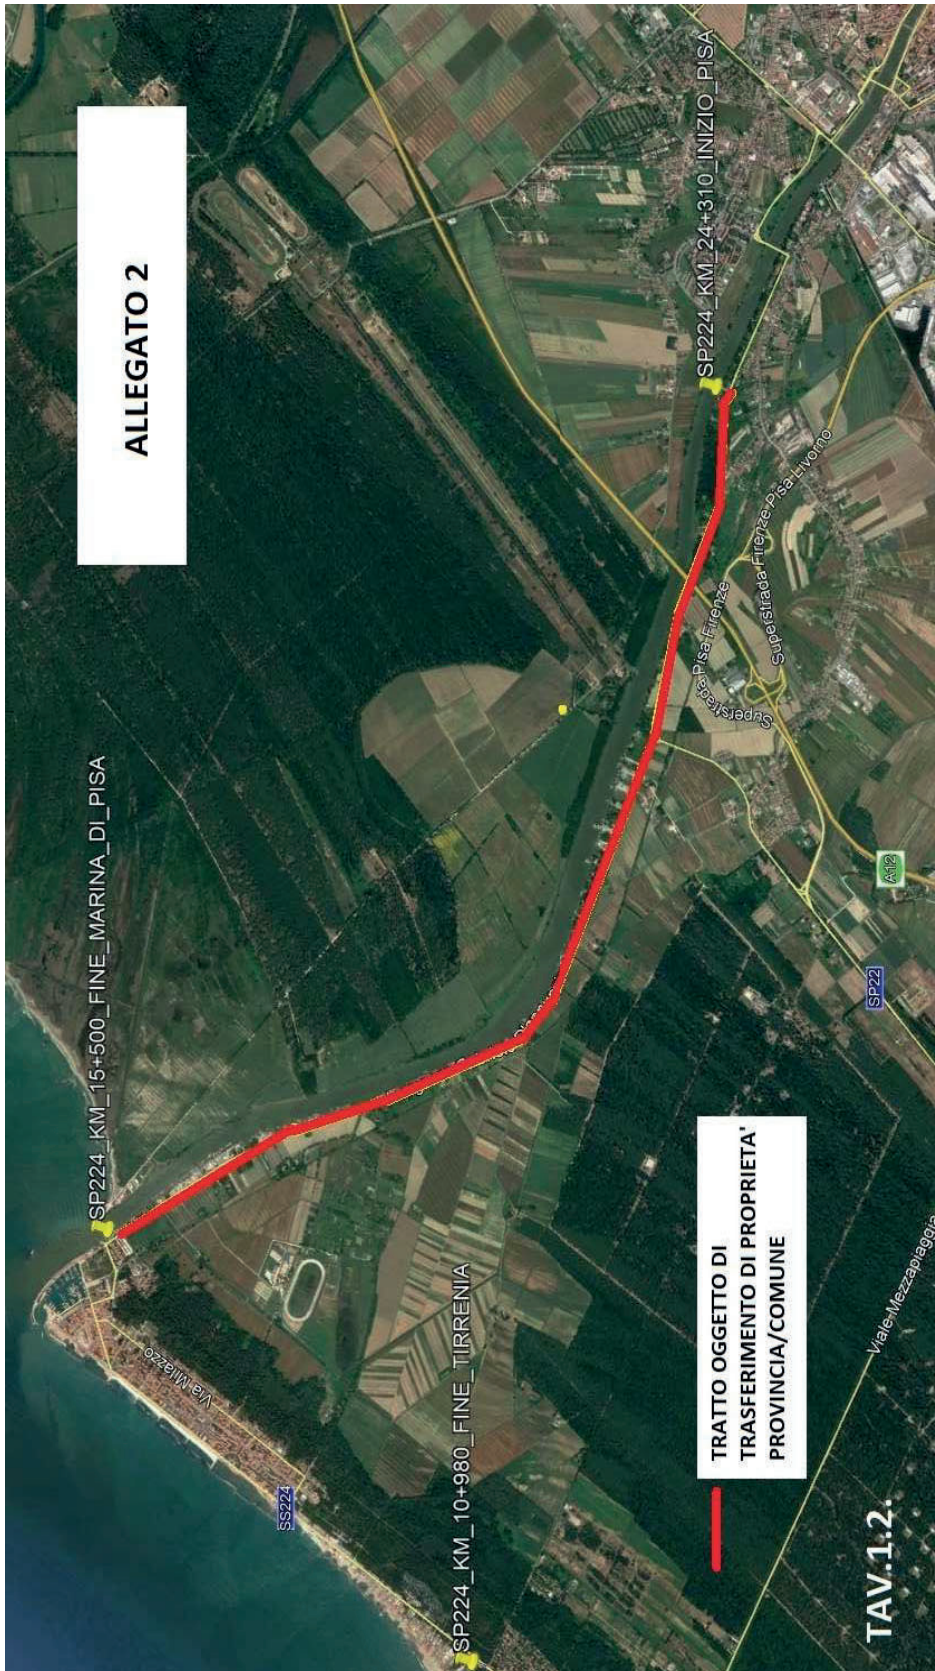 ALLEGATO 2
SP224_KM_15+500_FINE_MARINA_DI_PISA
SP224_KM_24+310_INIZIO_PISA
Via Milazzo
SS224
SP224_KM_10+980_FINE_TIRRENIA
Superstrada Pisa Firenze
Superstrada Firenze Pisa Livorno
A12
SP22
Viale Mezzapiaggia
TRATTO OGGETTO DI
TRASFERIMENTO DI PROPRIETA'
PROVINCIA/COMUNE
TAV.1.2.